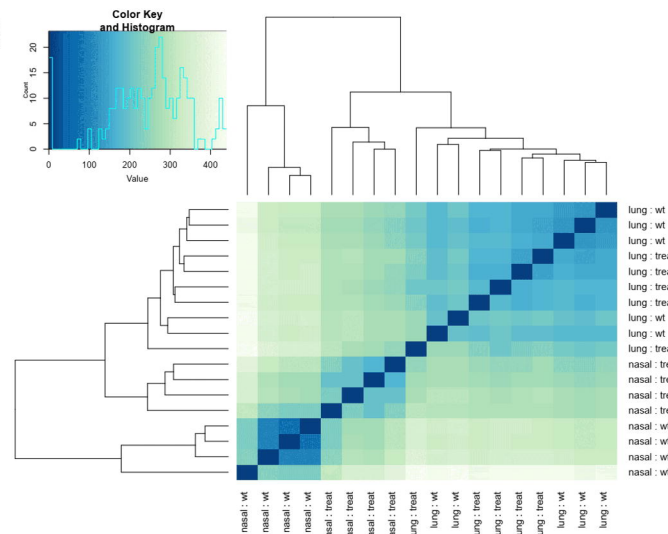 Color Key
and Histogram
Count
0 5 10 15 20
0 100 200 300 400
Value
lung : wt
lung : wt
lung : wt
lung : trea
lung : trea
lung : trea
lung : trea
lung : wt
lung : wt
lung : trea
nasal : tre
nasal : tre
nasal : tre
nasal : tre
nasal : w
nasal : w
nasal : w
nasal : w
nasal : wt
nasal : wt
nasal : wt
nasal : wt
nasal : treat
nasal : treat
nasal : treat
nasal : treat
lung : treat
lung : wt
lung : wt
lung : treat
lung : treat
lung : treat
lung : treat
lung : wt
lung : wt
lung : wt